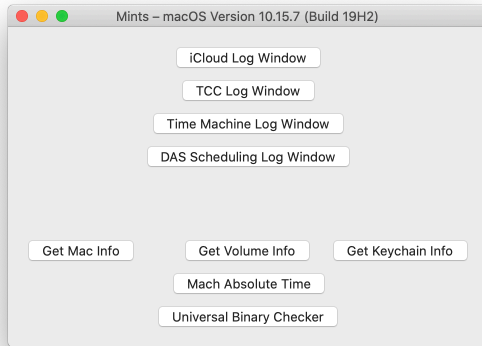 Mints – macOS Version 10.15.7 (Build 19H2)
iCloud Log Window
TCC Log Window
Time Machine Log Window
DAS Scheduling Log Window
Get Mac Info Get Volume Info Get Keychain Info
Mach Absolute Time
Universal Binary Checker